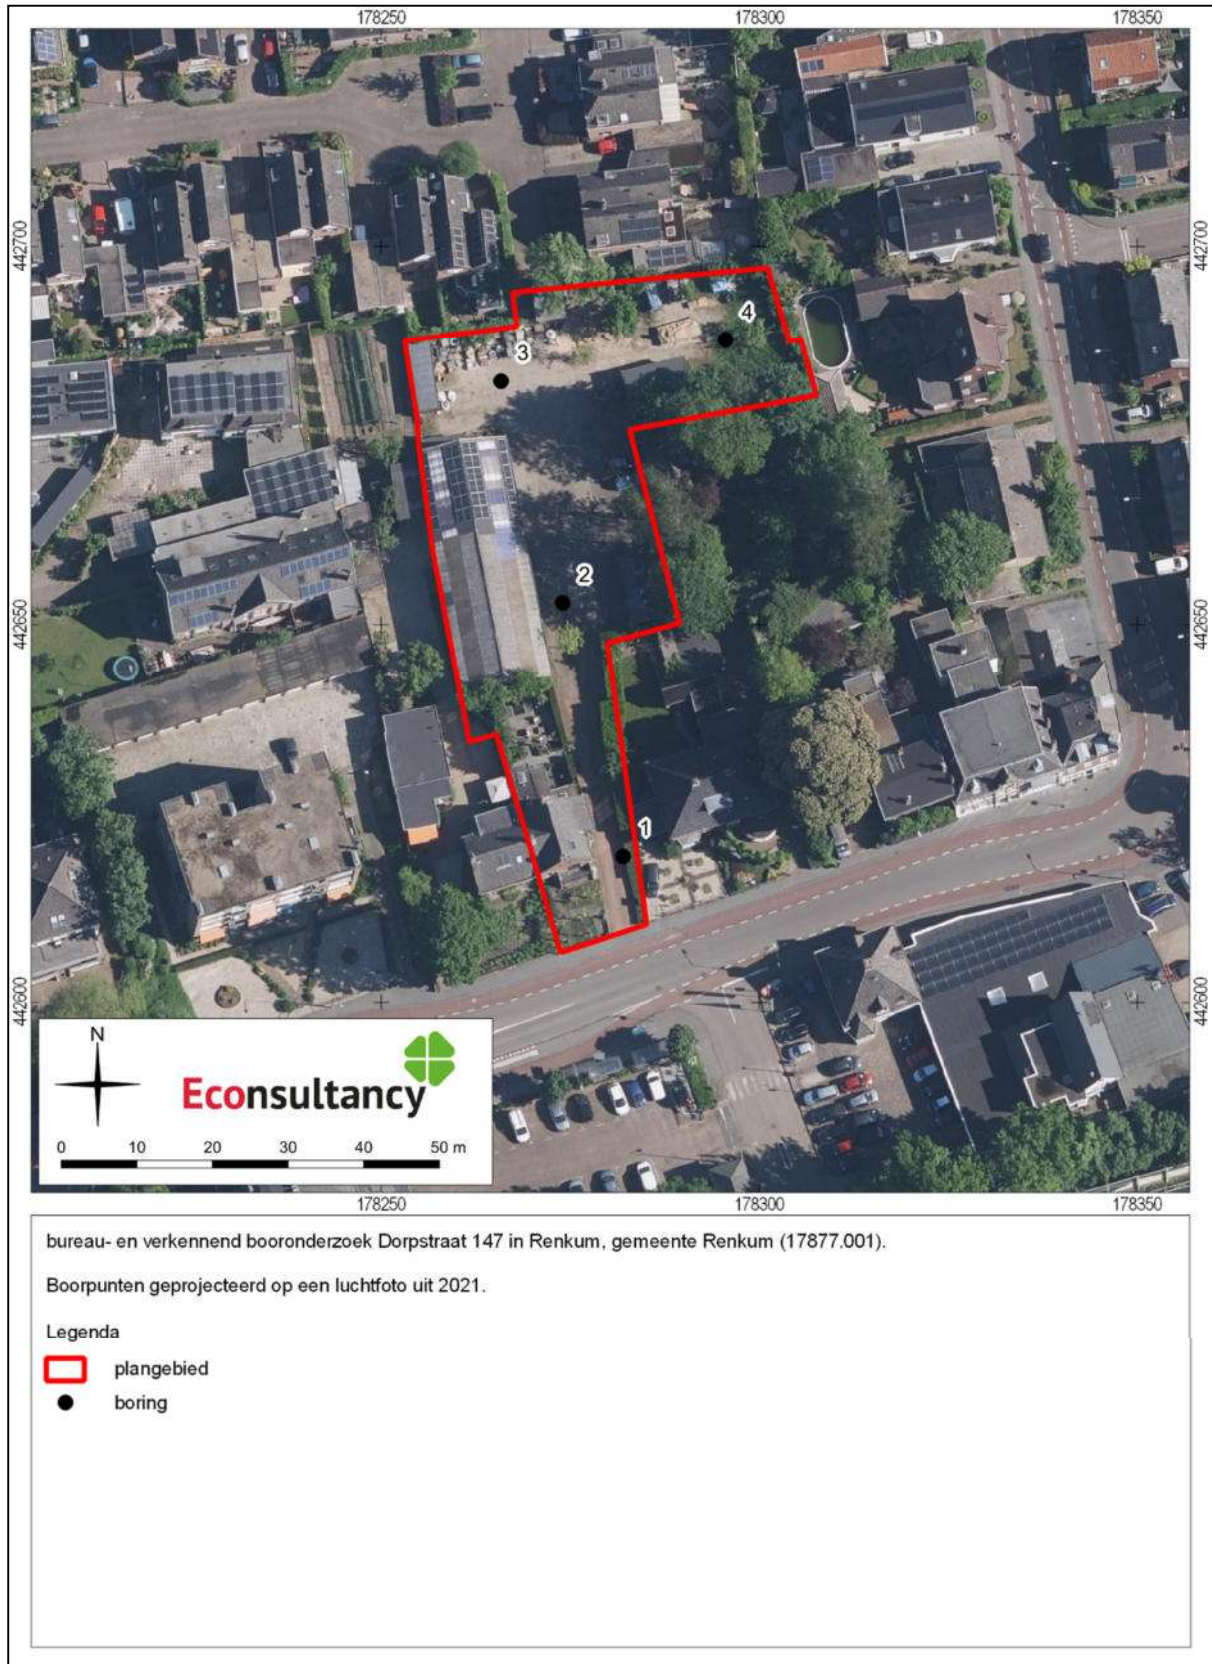 178250 178300 178350
442700 442700
4
3
442650 442650
2
1
442600 442600
N
Econsultancy
0 10 20 30 40 50 m
178250 178300 178350
bureau- en verkennend booronderzoek Dorpstraat 147 in Renkum, gemeente Renkum (17877.001).
Boorpunten geprojecteerd op een luchtfoto uit 2021.
Legenda
plangebied
boring